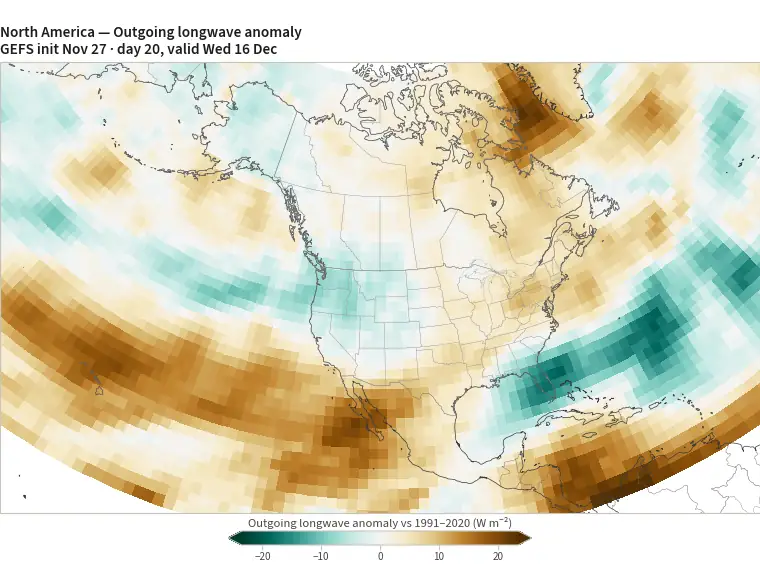 North America — Outgoing longwave anomaly
GEFS init Nov 27 · day 20, valid Wed 16 Dec
Outgoing longwave anomaly vs 1991–2020 (W m⁻²)
−20 −10 0 10 20